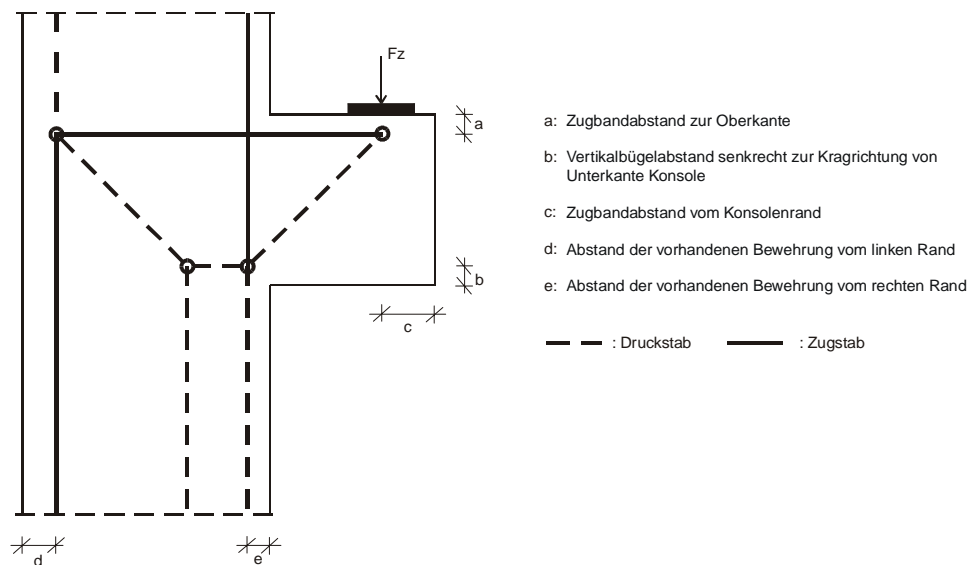 Fz
a
b
c
d
e
a: Zugbandabstand zur Oberkante
b: Vertikalbügelabstand senkrecht zur Kragrichtung von
Unterkante Konsole
c: Zugbandabstand vom Konsolenrand
d: Abstand der vorhandenen Bewehrung vom linken Rand
e: Abstand der vorhandenen Bewehrung vom rechten Rand
: Druckstab : Zugstab